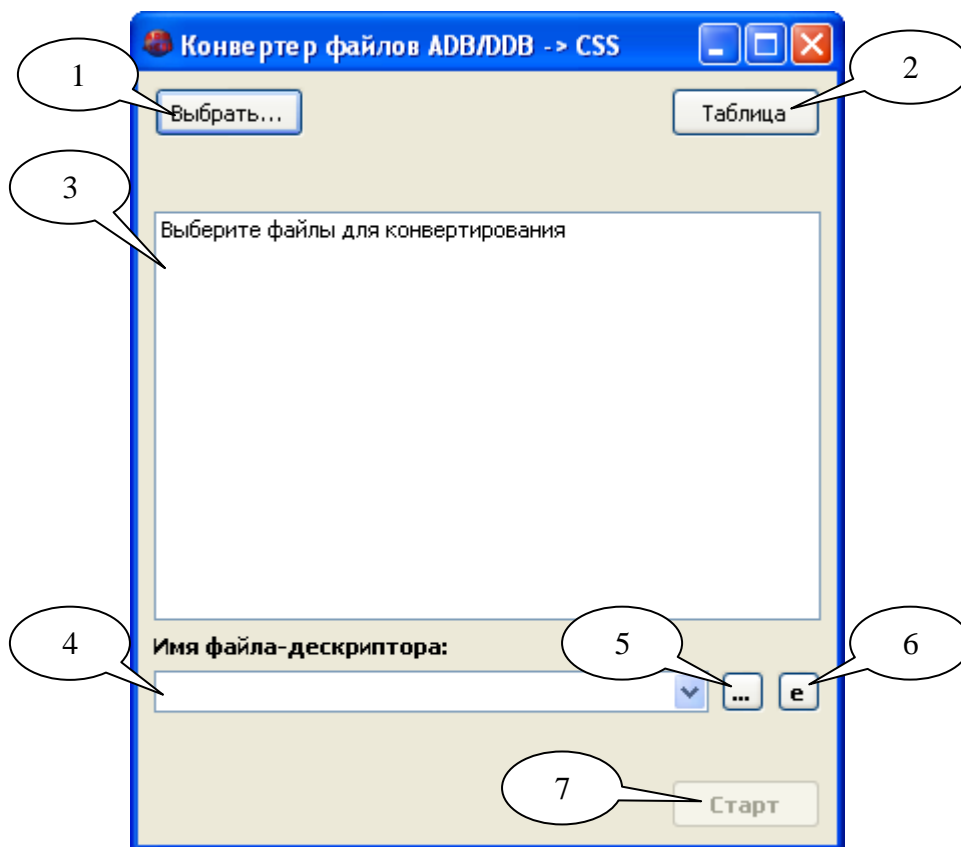 Конвертер файлов ADB/DDB -> CSS
1
2
Выбрать...
Таблица
3
Выберите файлы для конвертирования
4
5
6
Имя файла-дескриптора:
...
e
7
Старт